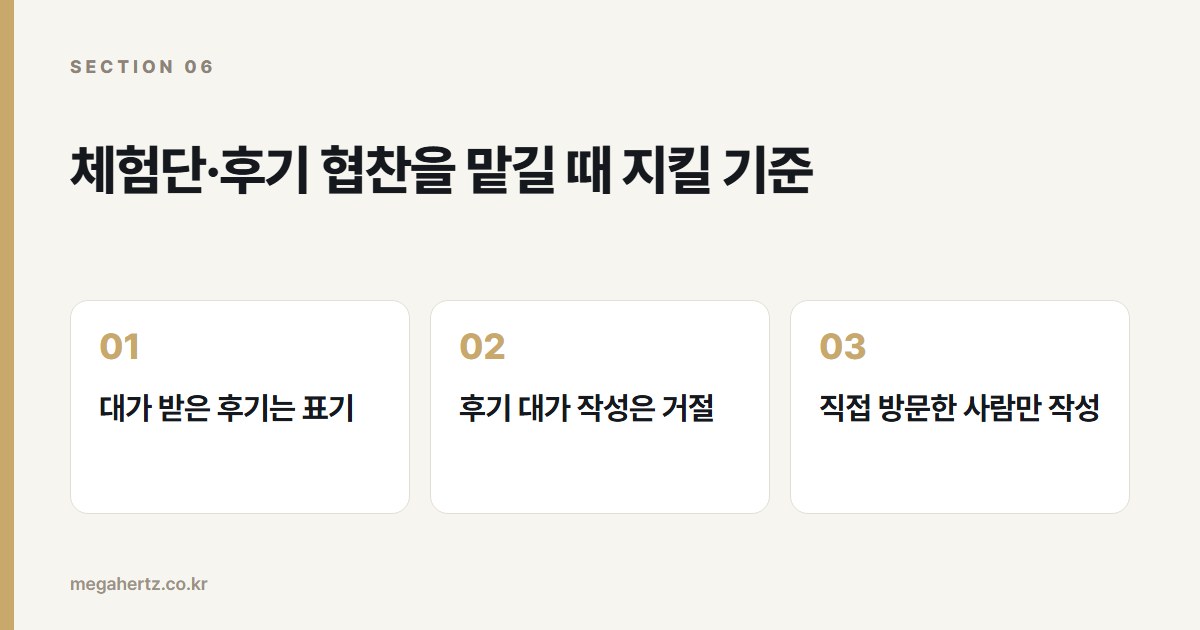 SECTION 06
체험단·후기 협찬을 맡길 때 지킬 기준
01
대가 받은 후기는 표기
02
후기 대가 작성은 거절
03
직접 방문한 사람만 작성
megahertz.co.kr